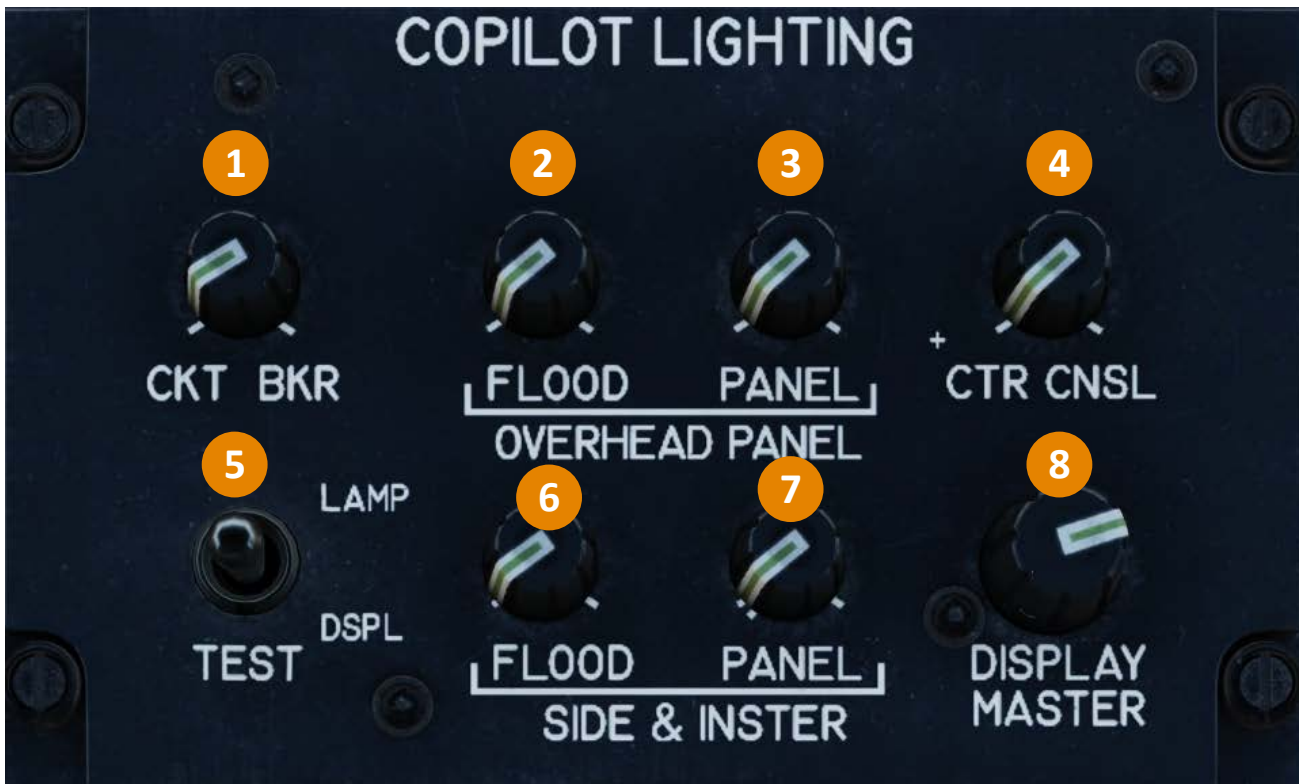 COPILOT LIGHTING
1
2
3
4
CKT BKR
FLOOD
PANEL
+
CTR CNSL
OVERHEAD PANEL
5
6
7
8
LAMP
DSPL
TEST
FLOOD
PANEL
DISPLAY
MASTER
SIDE & INSTER